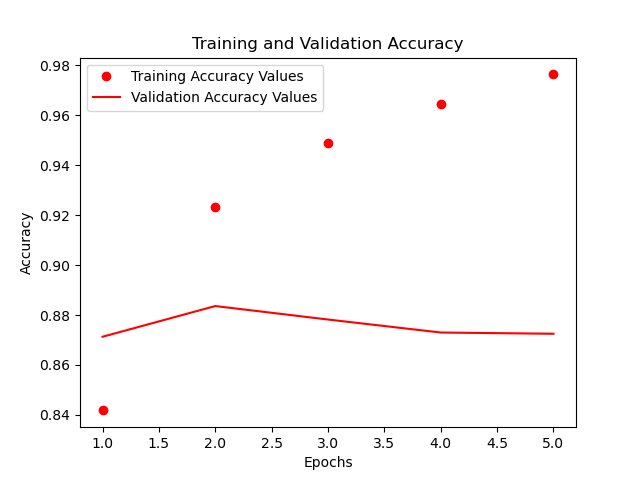 Training and Validation Accuracy
Training Accuracy Values
Validation Accuracy Values
Accuracy
0.98
0.96
0.94
0.92
0.90
0.88
0.86
0.84
1.0 1.5 2.0 2.5 3.0 3.5 4.0 4.5 5.0
Epochs